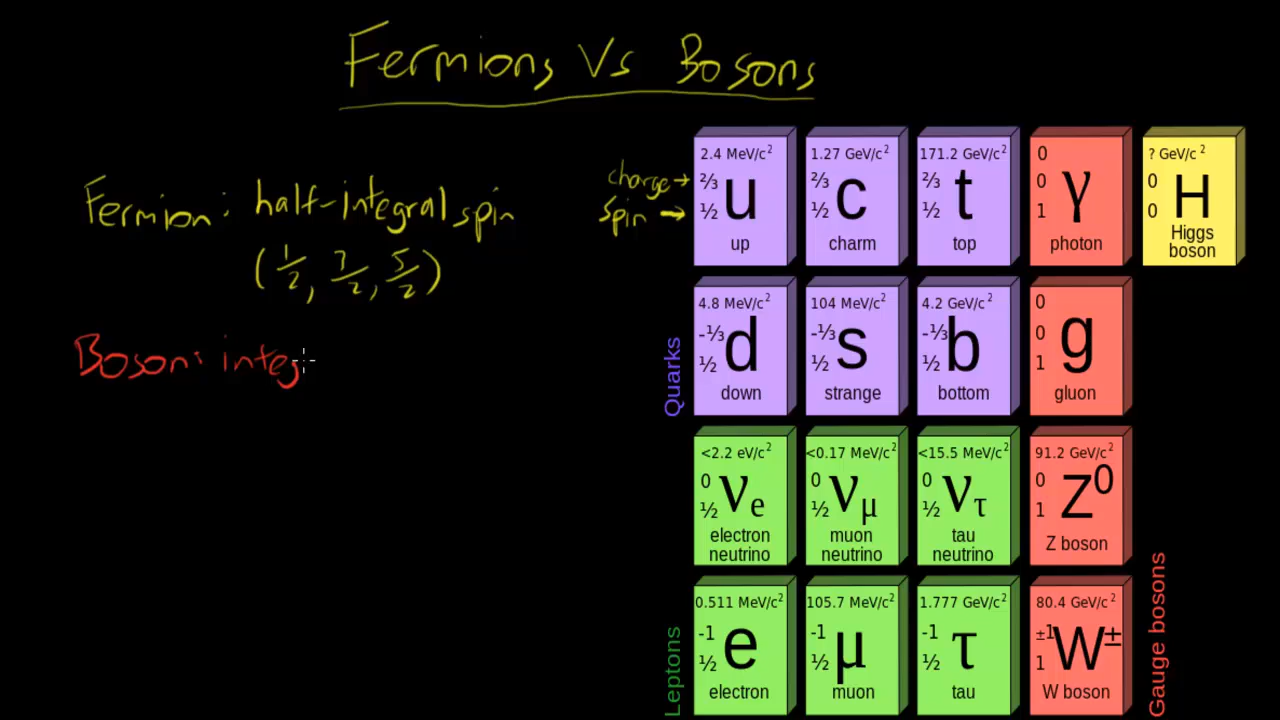 Fermions Vs Bosons
Fermion: half-integral spin
(1/2, 3/2, 5/2)
Boson: integ
charge→
spin →
2.4 MeV/c²
⅔
½
u
up
1.27 GeV/c²
⅔
½
c
charm
171.2 GeV/c²
⅔
½
t
top
0
0
1
γ
photon
? GeV/c²
0
0
H
Higgs
boson
Quarks
4.8 MeV/c²
-⅓
½
d
down
104 MeV/c²
-⅓
½
s
strange
4.2 GeV/c²
-⅓
½
b
bottom
0
0
1
g
gluon
<2.2 eV/c²
0
½
νe
electron
neutrino
<0.17 MeV/c²
0
½
νμ
muon
neutrino
<15.5 MeV/c²
0
½
ντ
tau
neutrino
91.2 GeV/c²
0
1
Z⁰
Z boson
Leptons
0.511 MeV/c²
-1
½
e
electron
105.7 MeV/c²
-1
½
μ
muon
1.777 GeV/c²
-1
½
τ
tau
80.4 GeV/c²
±1
1
W±
W boson
Gauge bosons